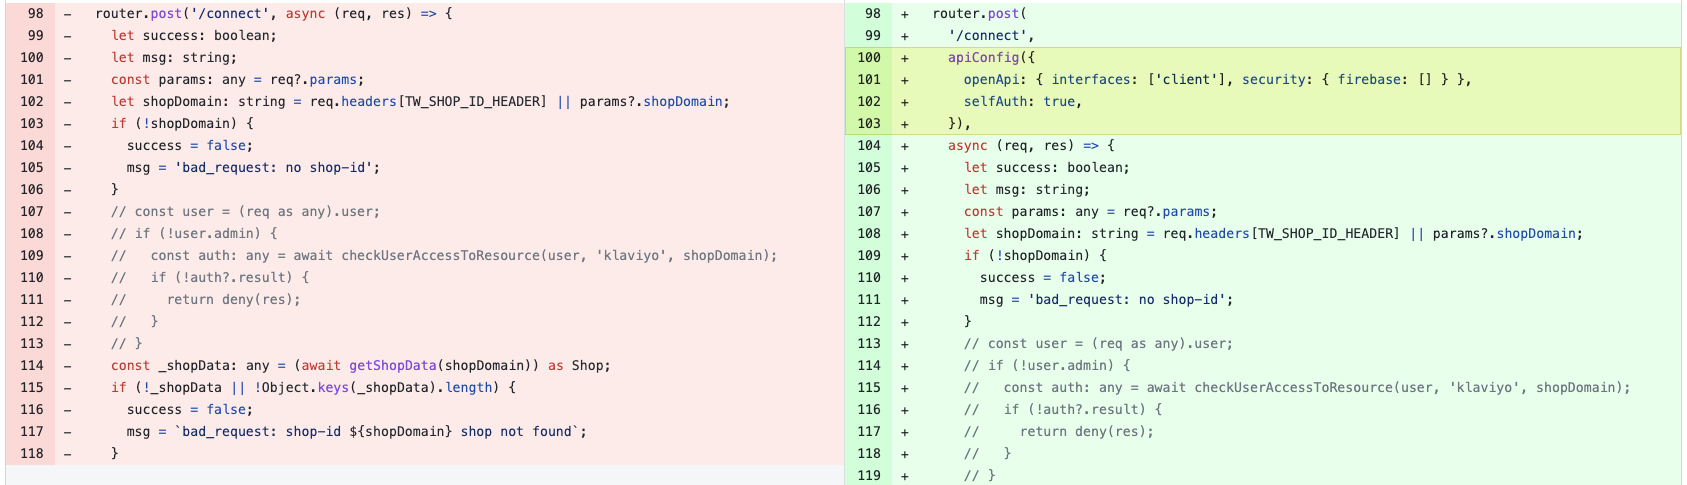 98 - router.post('/connect', async (req, res) => {
99 - let success: boolean;
100 - let msg: string;
101 - const params: any = req?.params;
102 - let shopDomain: string = req.headers[TW_SHOP_ID_HEADER] || params?.shopDomain;
103 - if (!shopDomain) {
104 - success = false;
105 - msg = 'bad_request: no shop-id';
106 - }
107 - // const user = (req as any).user;
108 - // if (!user.admin) {
109 - //   const auth: any = await checkUserAccessToResource(user, 'klaviyo', shopDomain);
110 - //   if (!auth?.result) {
111 - //     return deny(res);
112 - //   }
113 - // }
114 - const _shopData: any = (await getShopData(shopDomain)) as Shop;
115 - if (!_shopData || !Object.keys(_shopData).length) {
116 - success = false;
117 - msg = `bad_request: shop-id ${shopDomain} shop not found`;
118 - }
98 + router.post(
99 + '/connect',
100 + apiConfig({
101 + openApi: { interfaces: ['client'], security: { firebase: [] } },
102 + selfAuth: true,
103 + }),
104 + async (req, res) => {
105 + let success: boolean;
106 + let msg: string;
107 + const params: any = req?.params;
108 + let shopDomain: string = req.headers[TW_SHOP_ID_HEADER] || params?.shopDomain;
109 + if (!shopDomain) {
110 + success = false;
111 + msg = 'bad_request: no shop-id';
112 + }
113 + // const user = (req as any).user;
114 + // if (!user.admin) {
115 + //   const auth: any = await checkUserAccessToResource(user, 'klaviyo', shopDomain);
116 + //   if (!auth?.result) {
117 + //     return deny(res);
118 + //   }
119 + // }